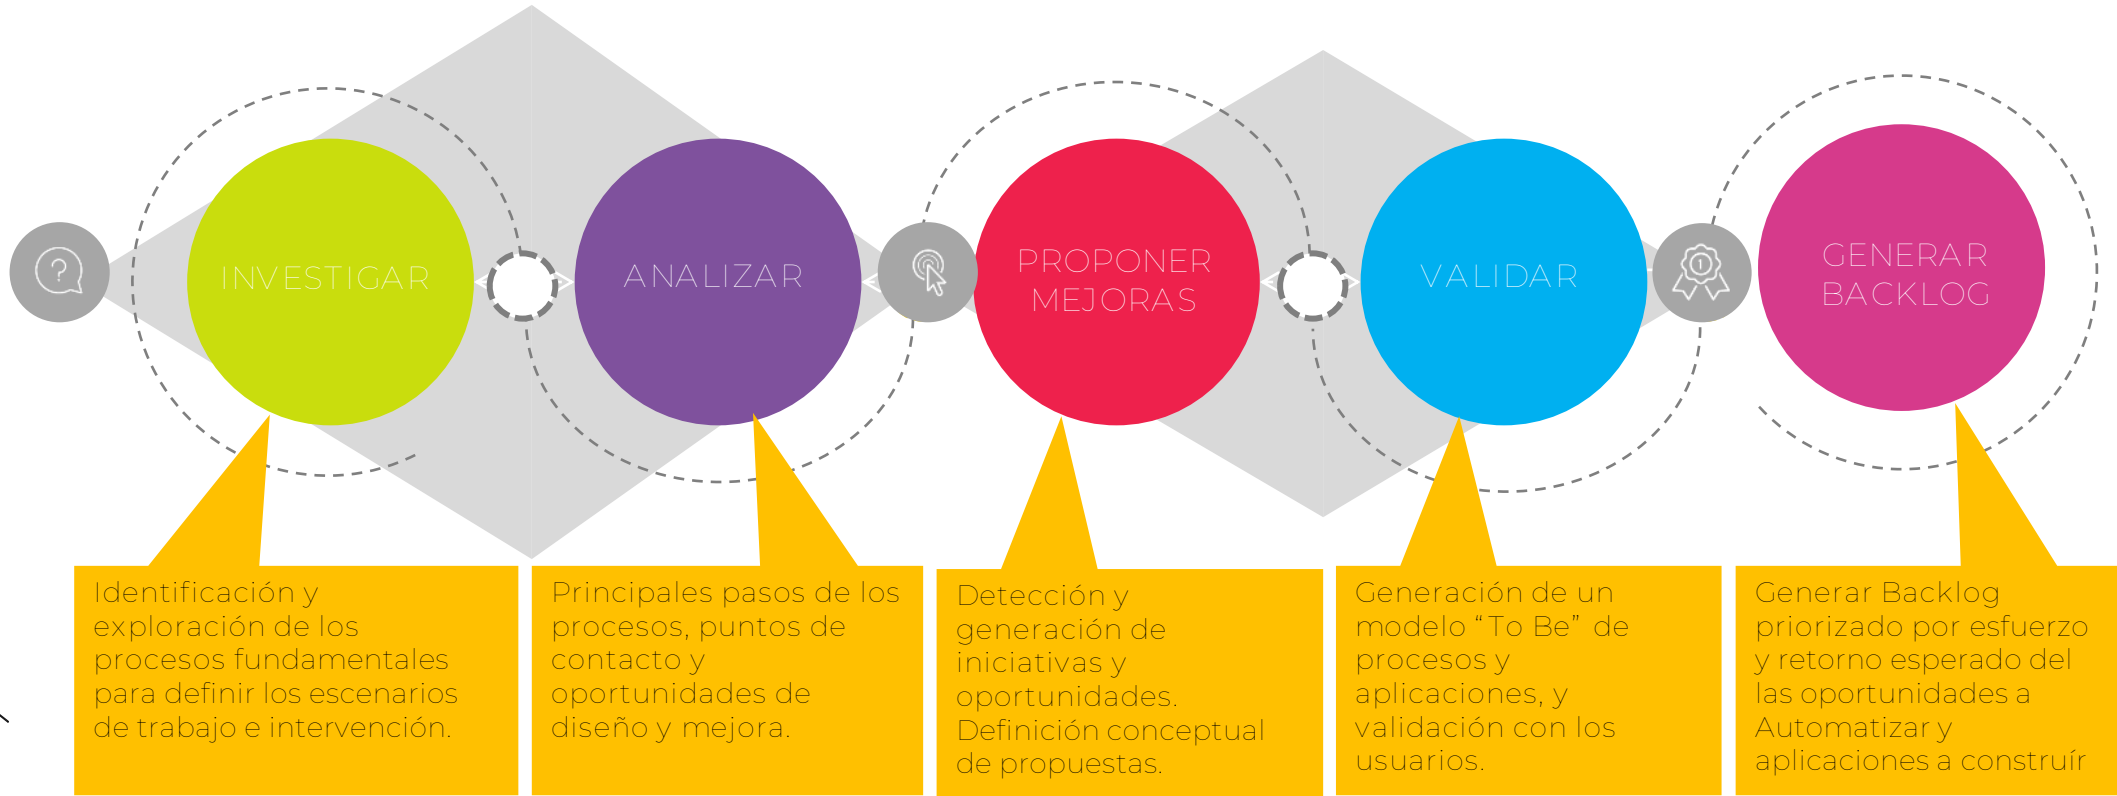 INVESTIGAR
ANALIZAR
PROPONER
MEJORAS
VALIDAR
GENERAR
BACKLOG
?
1
Identificación y
exploración de los
procesos fundamentales
para definir los escenarios
de trabajo e intervención.
Principales pasos de los
procesos, puntos de
contacto y
oportunidades de
diseño y mejora.
Detección y
generación de
iniciativas y
oportunidades.
Definición conceptual
de propuestas.
Generación de un
modelo “To Be” de
procesos y
aplicaciones, y
validación con los
usuarios.
Generar Backlog
priorizado por esfuerzo
y retorno esperado del
las oportunidades a
Automatizar y
aplicaciones a construír